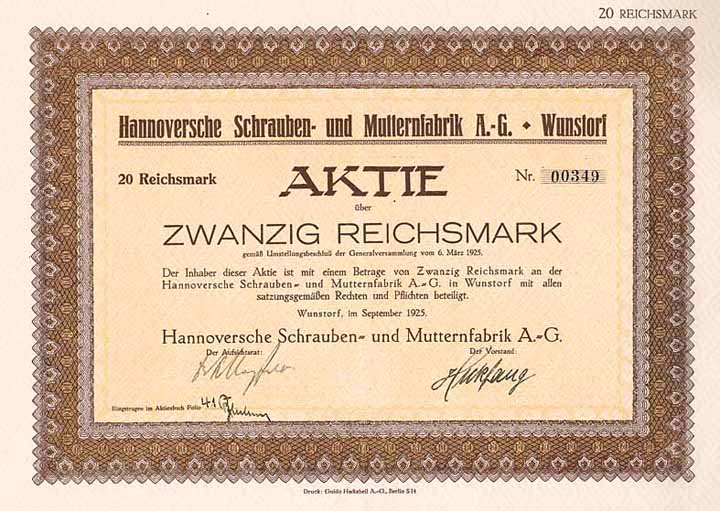 20 REICHSMARK
Hannoversche Schrauben- und Mutternfabrik A.-G. • Wunstorf
20 Reichsmark
AKTIE
Nr. 00349
über
ZWANZIG REICHSMARK
gemäß Umstellungsbeschluß der Generalversammlung vom 6. März 1925.
Der Inhaber dieser Aktie ist mit einem Betrage von Zwanzig Reichsmark an der
Hannoversche Schrauben- und Mutternfabrik A.-G. in Wunstorf mit allen
satzungsgemäßen Rechten und Pflichten beteiligt.
Wunstorf, im September 1925.
Hannoversche Schrauben- und Mutternfabrik A.-G.
Der Aufsichtsrat:
Der Vorstand:
Eingetragen im Aktienbuch Folio 41
Druck: Guido Hackebeil A.-G., Berlin S 14